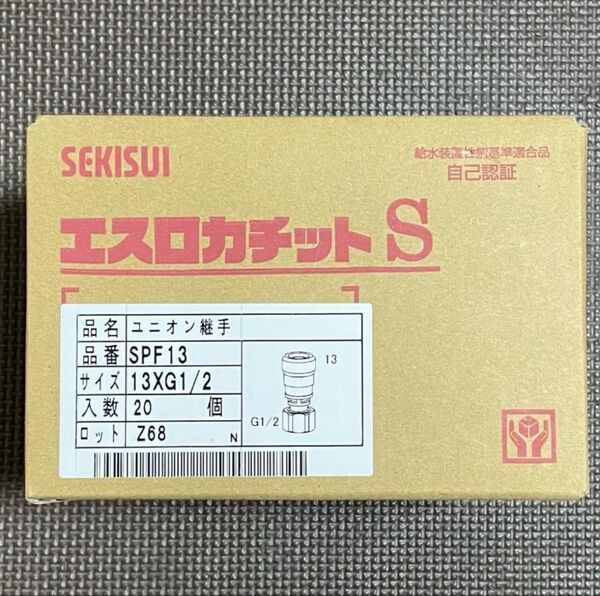 SEKISUI
給水装置性能基準適合品
自己認証
エスロカチットS
品名 ユニオン継手
品番 SPF13
サイズ 13XG1/2
入数 20 個
ロット Z68 N
13
G1/2